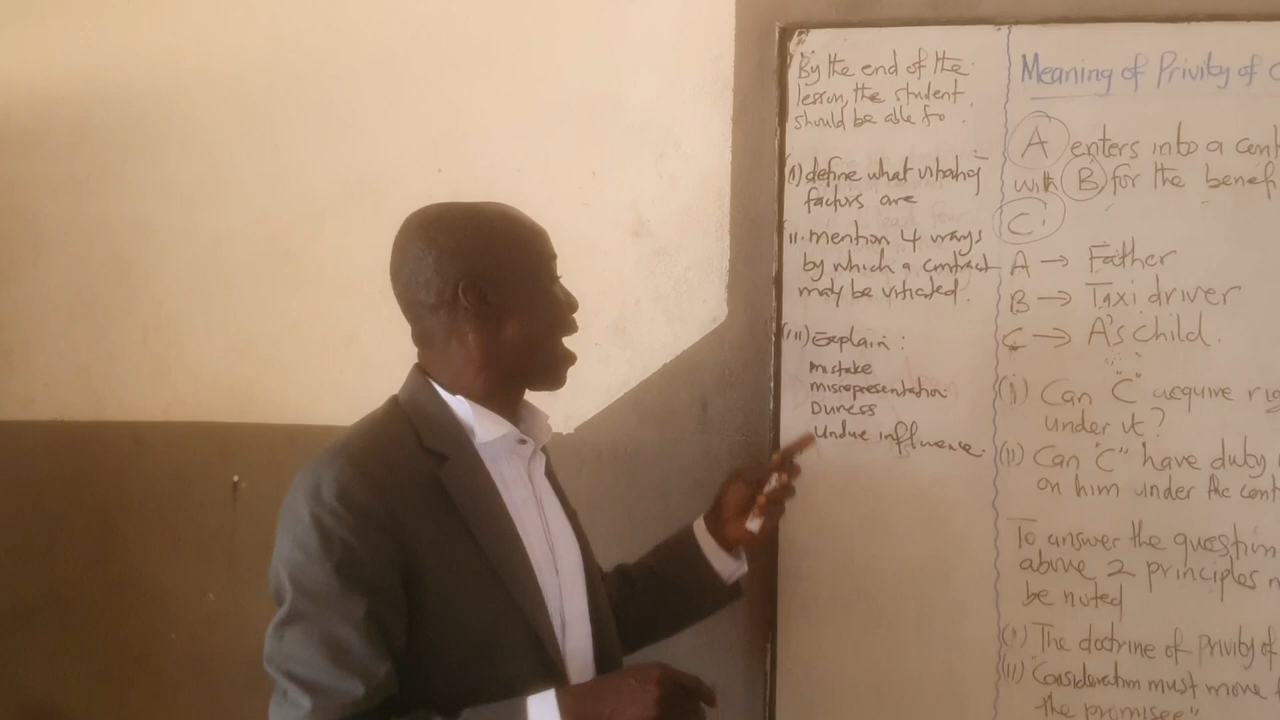 By the end of the
lesson, the student
should be able to
(i) define what vitiating
factors are
ii. mention 4 ways
by which a contract
may be vitiated.
(iii) Explain:
mistake
misrepresentation
Duress
Undue influence.
Meaning of Privity of C
A enters into a cont
with B for the benef
C.
A → Father
B → Taxi driver
C → A's child.
(i) Can "C" acquire rig
under it?
(ii) Can "C" have duty
on him under the cont
To answer the question
above 2 principles
be noted
(i) The doctrine of privity of
(ii) "Consideration must move
the promisee"